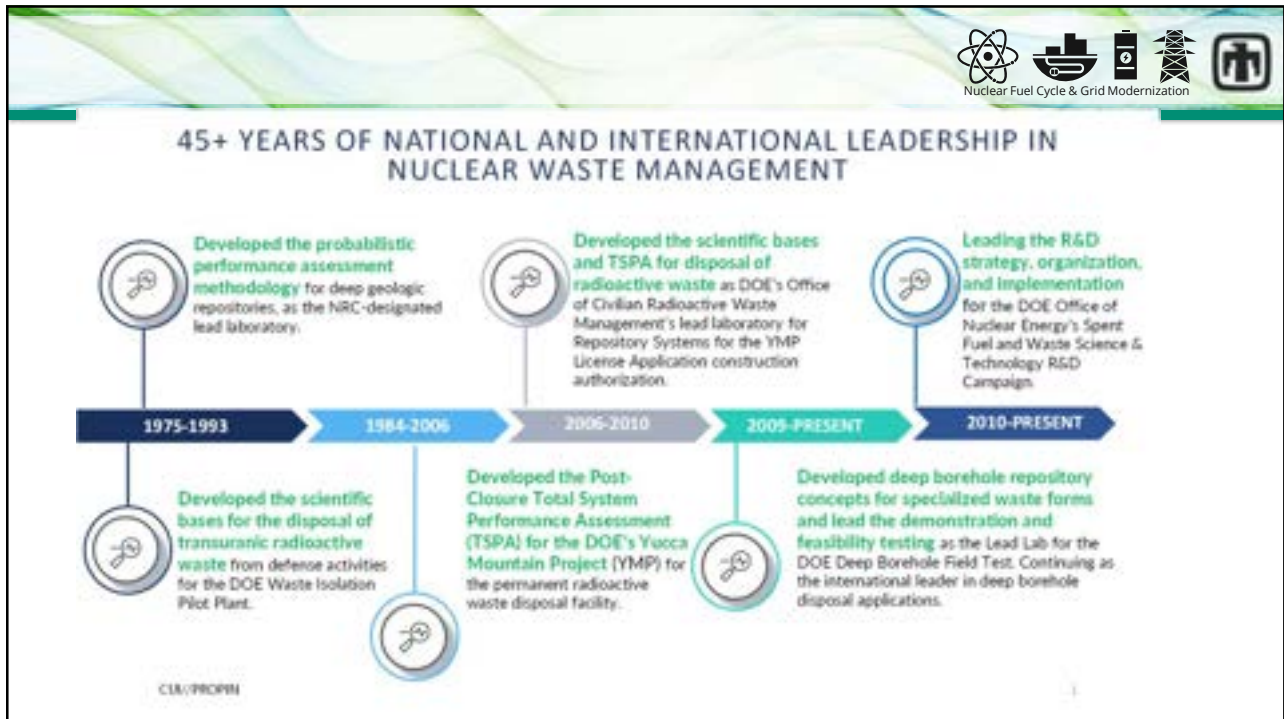 Nuclear Fuel Cycle & Grid Modernization
45+ YEARS OF NATIONAL AND INTERNATIONAL LEADERSHIP IN
NUCLEAR WASTE MANAGEMENT
Developed the probabilistic
performance assessment
methodology for deep geologic
repositories, as the NRC-designated
lead laboratory.
Developed the scientific bases
and TSPA for disposal of
radioactive waste as DOE's Office
of Civilian Radioactive Waste
Management's lead laboratory for
Repository Systems for the YMP
License Application construction
authorization.
Leading the R&D
strategy, organization,
and implementation
for the DOE Office of
Nuclear Energy's Spent
Fuel and Waste Science &
Technology R&D
Campaign.
1975-1993
1984-2006
2006-2010
2009-PRESENT
2010-PRESENT
Developed the scientific
bases for the disposal of
transuranic radioactive
waste from defense activities
for the DOE Waste Isolation
Pilot Plant.
Developed the Post-
Closure Total System
Performance Assessment
(TSPA) for the DOE's Yucca
Mountain Project (YMP) for
the permanent radioactive
waste disposal facility.
Developed deep borehole repository
concepts for specialized waste forms
and lead the demonstration and
feasibility testing as the Lead Lab for the
DOE Deep Borehole Field Test. Continuing as
the international leader in deep borehole
disposal applications.
CUI//PROPIN